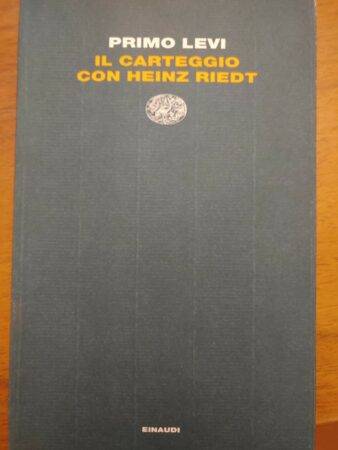 PRIMO LEVI
IL CARTEGGIO
CON HEINZ RIEDT
EINAUDI